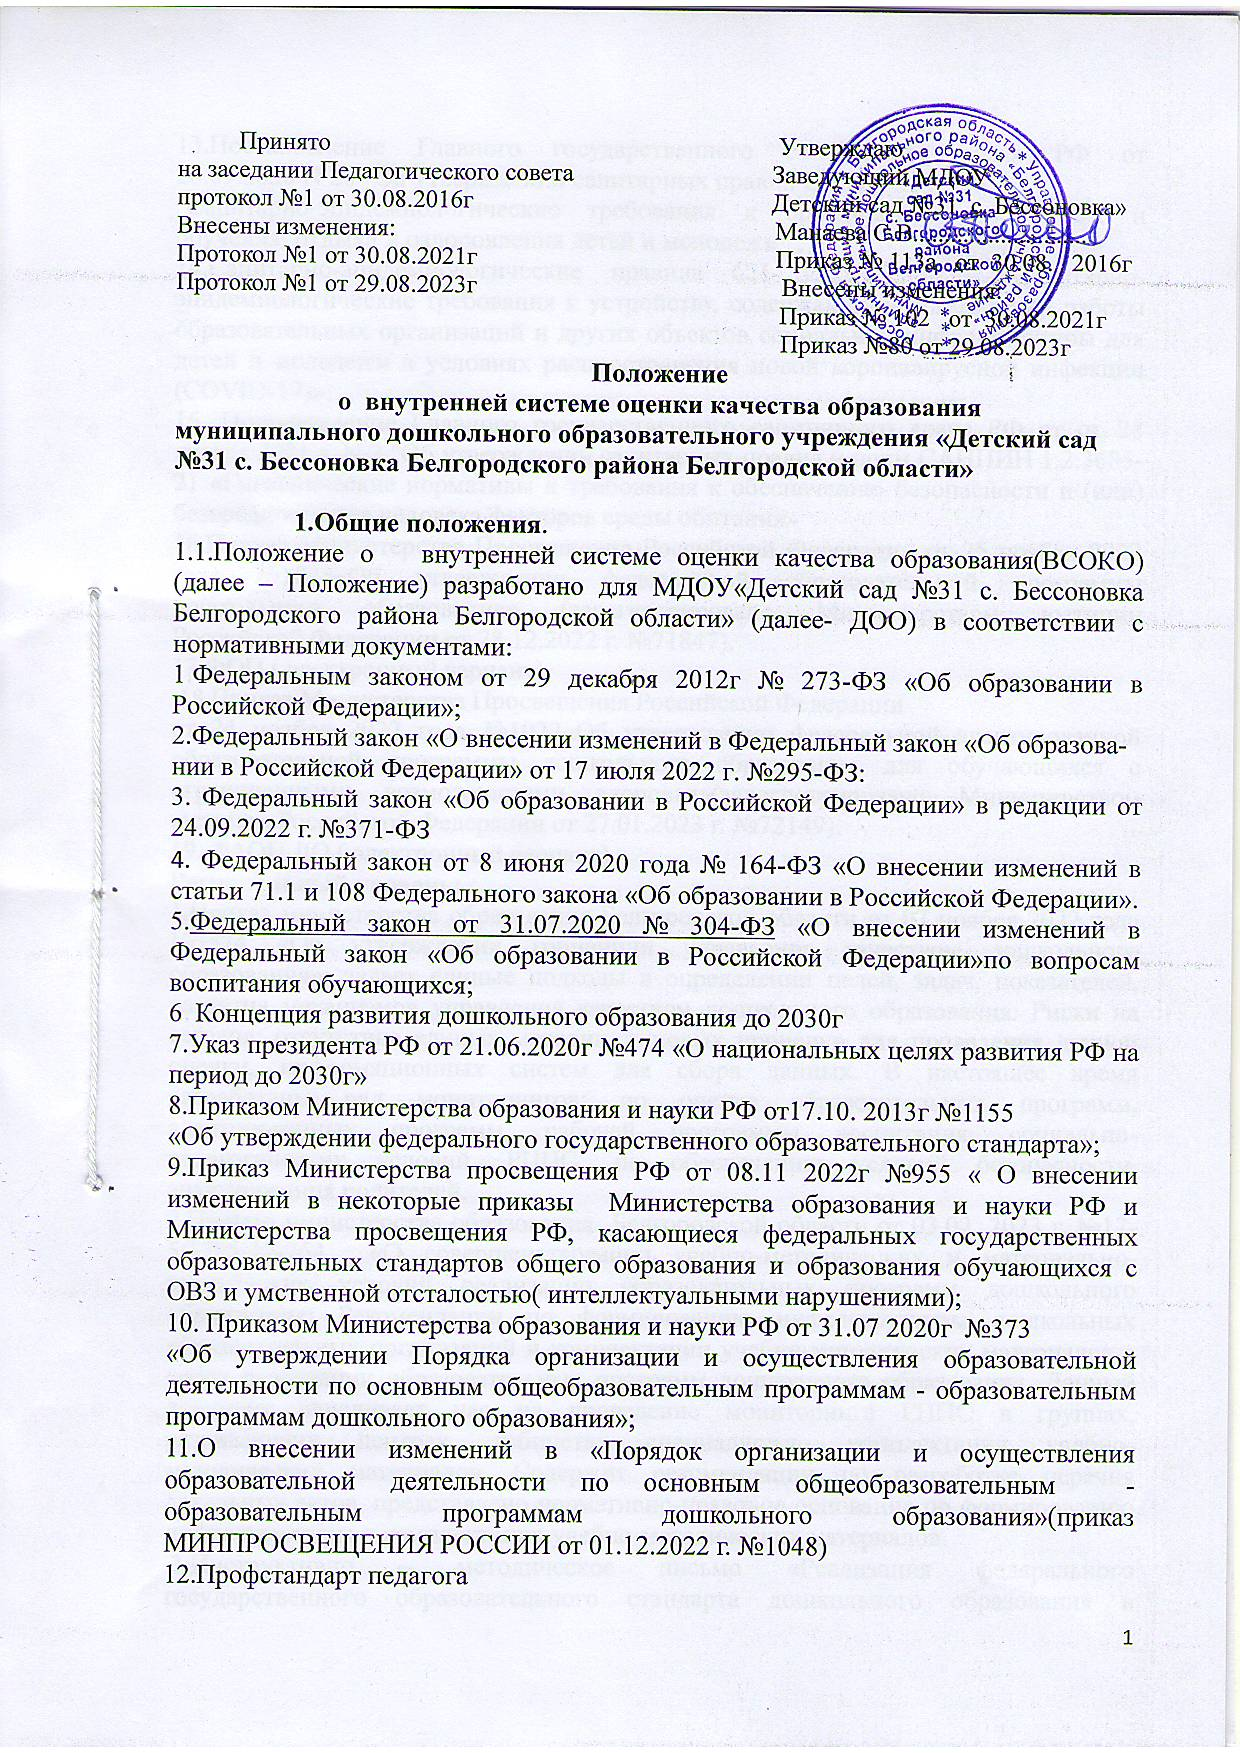 Принято
на заседании Педагогического совета
протокол №1 от 30.08.2016г
Внесены изменения:
Протокол №1 от 30.08.2021г
Протокол №1 от 29.08.2023г
Утверждаю
Заведующий МДОУ
Детский сад №31 с. Бессоновка»
Манаева С.В.
Приказ № 113а от 30.08. 2016г
Внесены изменения:
Приказ № 102 от 30.08.2021г
Приказ №80 от 29.08.2023г
«Детский
сад №31
с. Бессоновка
Белгородского
района
Белгородской
области»
Положение
о внутренней системе оценки качества образования
муниципального дошкольного образовательного учреждения «Детский сад
№31 с. Бессоновка Белгородского района Белгородской области»
1.Общие положения.
1.1.Положение о внутренней системе оценки качества образования(ВСОКО)
(далее – Положение) разработано для МДОУ«Детский сад №31 с. Бессоновка
Белгородского района Белгородской области» (далее- ДОО) в соответствии с
нормативными документами:
1 Федеральным законом от 29 декабря 2012г № 273-ФЗ «Об образовании в
Российской Федерации»;
2.Федеральный закон «О внесении изменений в Федеральный закон «Об образова-
нии в Российской Федерации» от 17 июля 2022 г. №295-ФЗ:
3. Федеральный закон «Об образовании в Российской Федерации» в редакции от
24.09.2022 г. №371-ФЗ
4. Федеральный закон от 8 июня 2020 года № 164-ФЗ «О внесении изменений в
статьи 71.1 и 108 Федерального закона «Об образовании в Российской Федерации».
5.Федеральный закон от 31.07.2020 № 304-ФЗ «О внесении изменений в
Федеральный закон «Об образовании в Российской Федерации»по вопросам
воспитания обучающихся;
6 Концепция развития дошкольного образования до 2030г
7.Указ президента РФ от 21.06.2020г №474 «О национальных целях развития РФ на
период до 2030г»
8.Приказом Министерства образования и науки РФ от17.10. 2013г №1155
«Об утверждении федерального государственного образовательного стандарта»;
9.Приказ Министерства просвещения РФ от 08.11 2022г №955 « О внесении
изменений в некоторые приказы Министерства образования и науки РФ и
Министерства просвещения РФ, касающиеся федеральных государственных
образовательных стандартов общего образования и образования обучающихся с
ОВЗ и умственной отсталостью( интеллектуальными нарушениями);
10. Приказом Министерства образования и науки РФ от 31.07 2020г №373
«Об утверждении Порядка организации и осуществления образовательной
деятельности по основным общеобразовательным программам - образовательным
программам дошкольного образования»;
11.О внесении изменений в «Порядок организации и осуществления
образовательной деятельности по основным общеобразовательным -
образовательным программам дошкольного образования»(приказ
МИНПРОСВЕЩЕНИЯ РОССИИ от 01.12.2022 г. №1048)
12.Профстандарт педагога
1